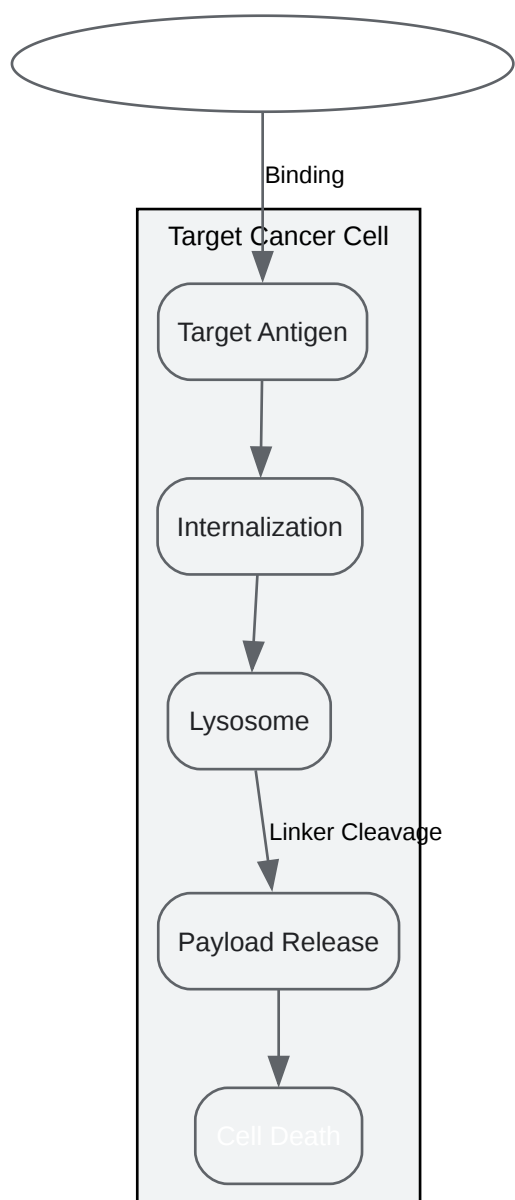 Binding
Target Cancer Cell
Target Antigen
Internalization
Lysosome
Linker Cleavage
Payload Release
Cell Death